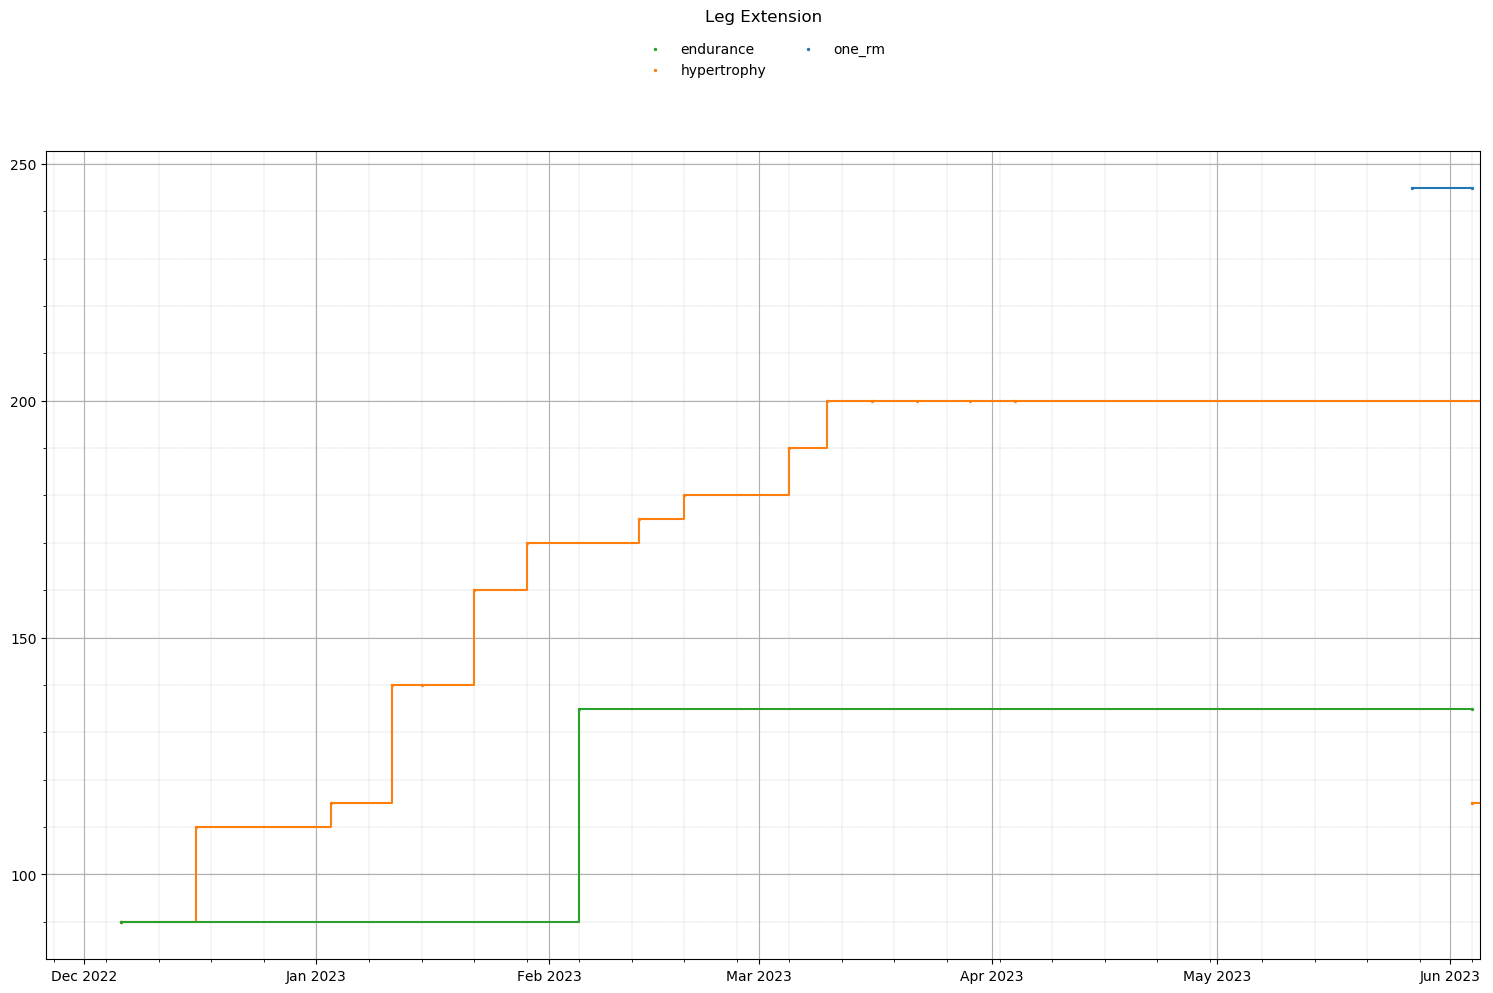 Leg Extension
endurance
hypertrophy
one_rm
250
200
150
100
Dec 2022
Jan 2023
Feb 2023
Mar 2023
Apr 2023
May 2023
Jun 2023